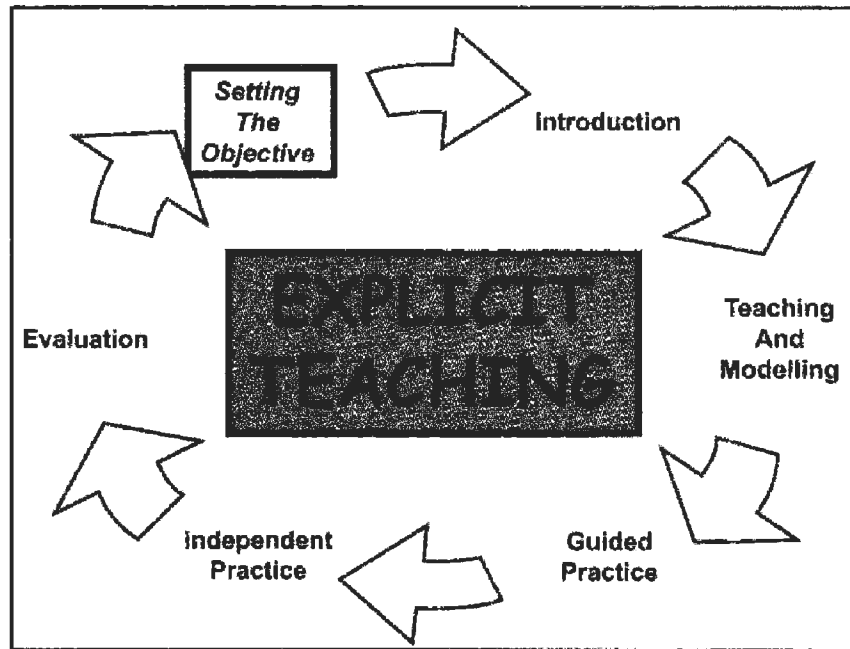 Setting
The
Objective
Introduction
Teaching
And
Modelling
Guided
Practice
Independent
Practice
Evaluation
EXPLICIT
TEACHING